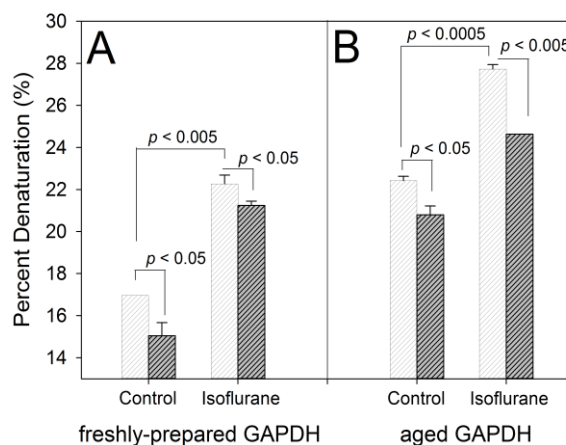 A
B
Percent Denaturation (%)
30
28
26
24
22
20
18
16
14
p < 0.0005
p < 0.005
p < 0.005
p < 0.05
p < 0.05
p < 0.05
Control
Isoflurane
Control
Isoflurane
freshly-prepared GAPDH
aged GAPDH